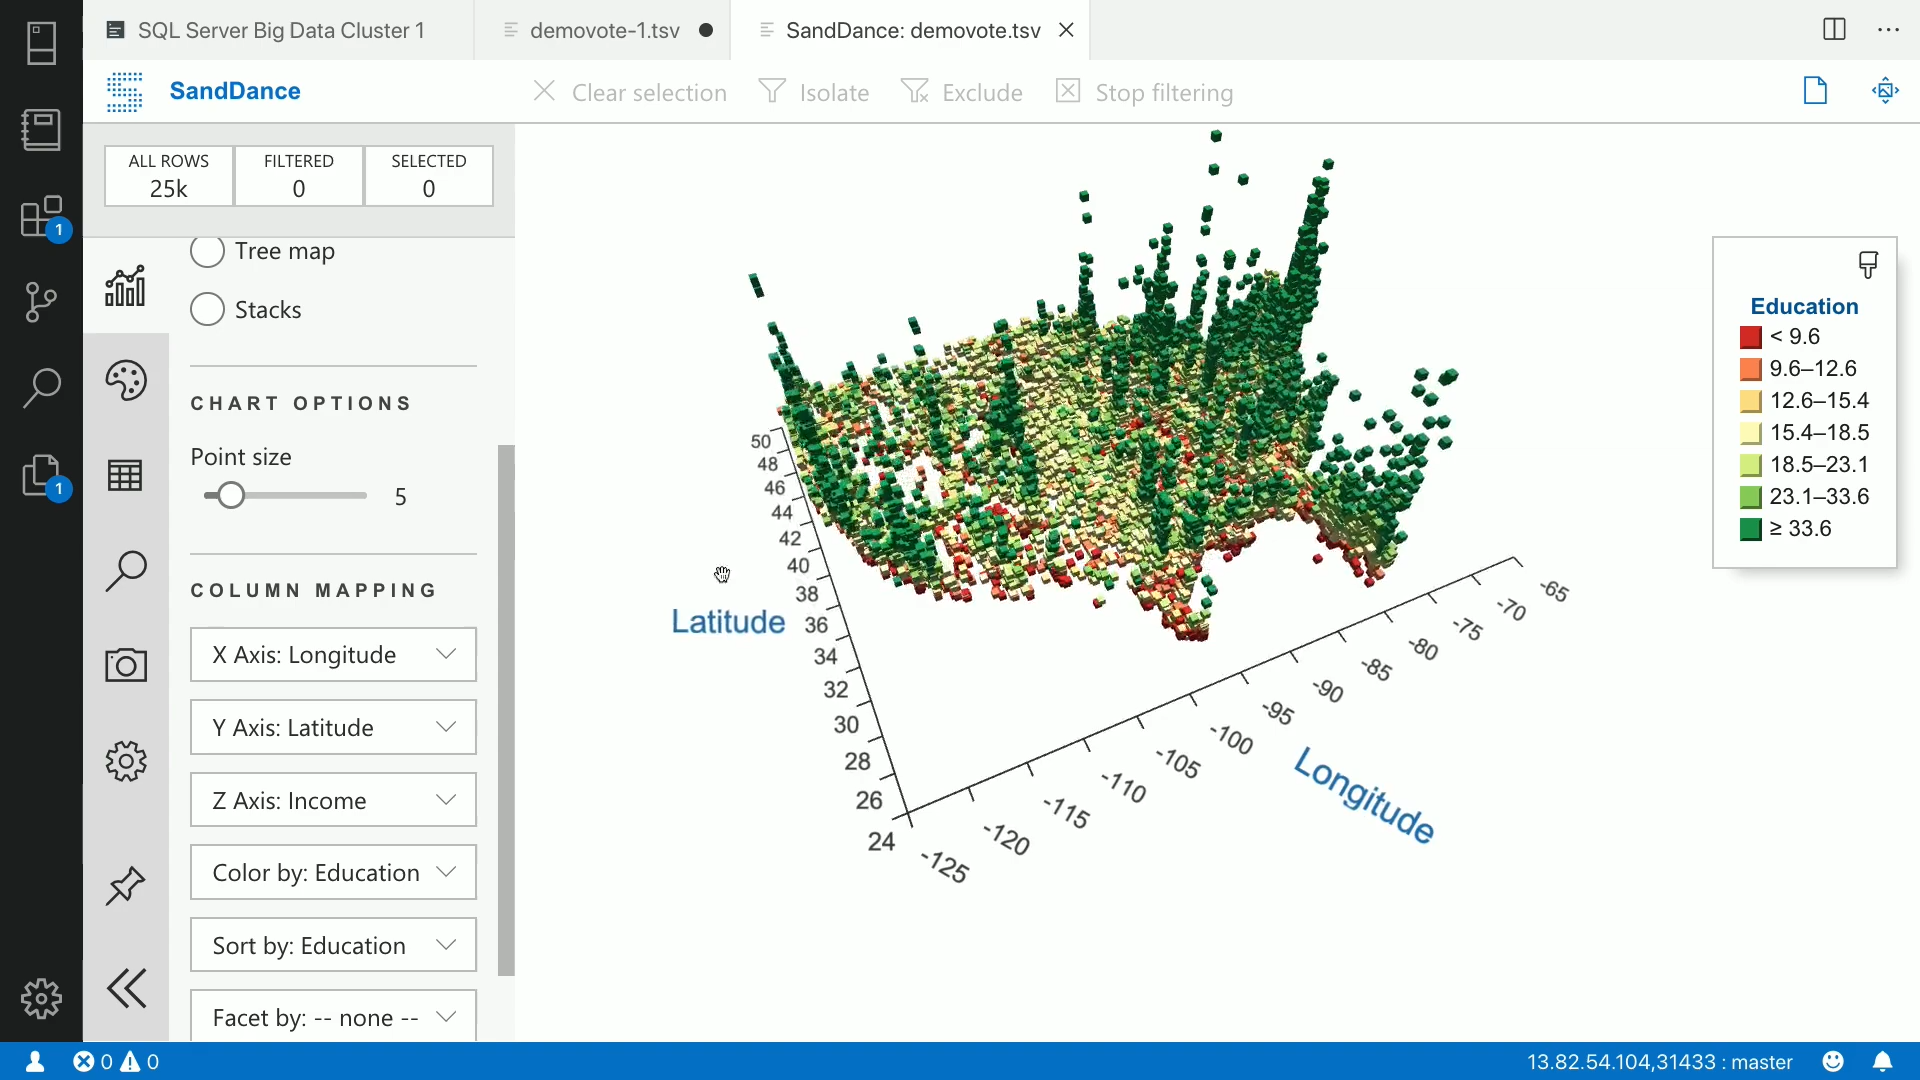 SQL Server Big Data Cluster 1
demovote-1.tsv
SandDance: demovote.tsv
SandDance
Clear selection
Isolate
Exclude
Stop filtering
ALL ROWS
25k
FILTERED
0
SELECTED
0
1
1
Tree map
Stacks
CHART OPTIONS
Point size
5
COLUMN MAPPING
X Axis: Longitude
Y Axis: Latitude
Z Axis: Income
Color by: Education
Sort by: Education
Facet by: -- none --
Latitude
50
48
46
44
42
40
38
36
34
32
30
28
26
24
-125
-120
-115
-110
-105
-100
-95
-90
-85
-80
-75
-70
-65
Longitude
Education
< 9.6
9.6–12.6
12.6–15.4
15.4–18.5
18.5–23.1
23.1–33.6
≥ 33.6
0
0
13.82.54.104,31433 : master